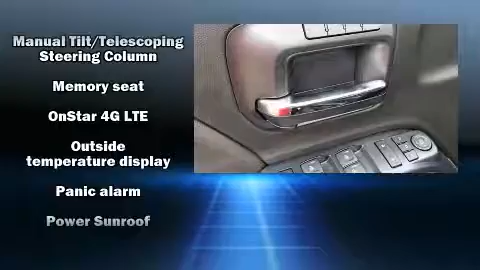 Manual Tilt/Telescoping
Steering Column
Memory seat
OnStar 4G LTE
Outside
temperature display
Panic alarm
Power Sunroof